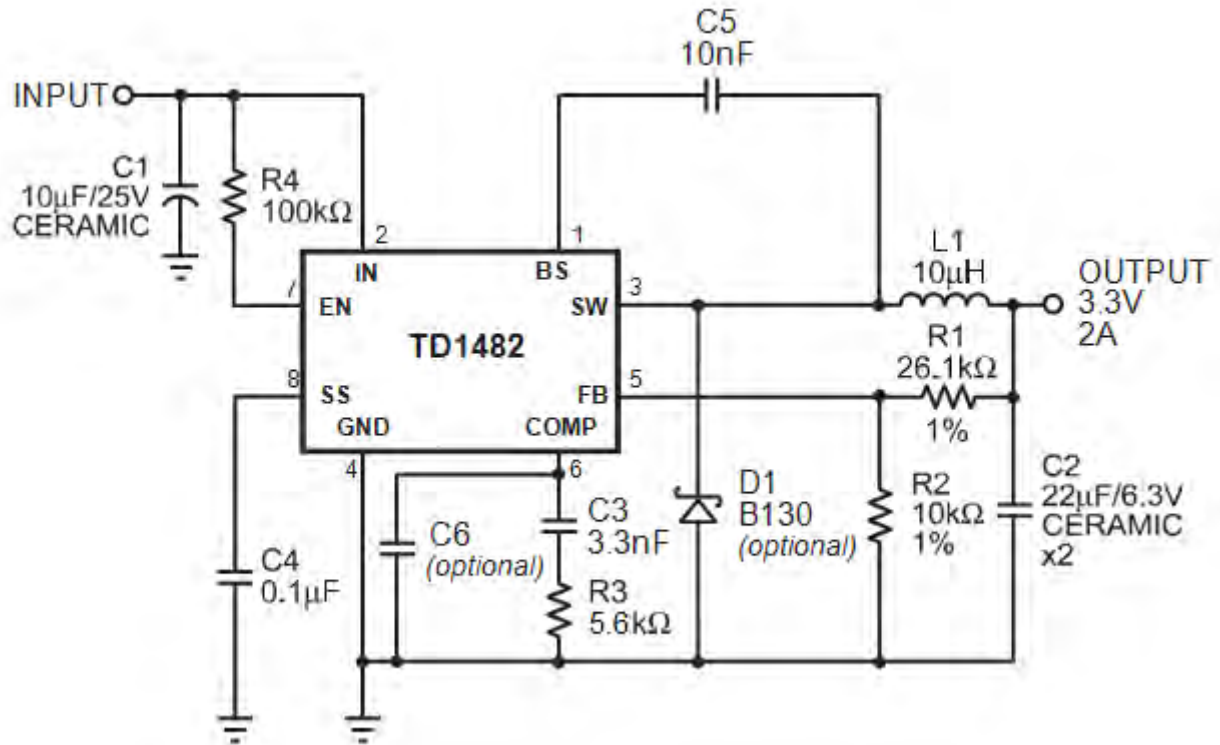 C5
10nF
INPUT
C1
10µF/25V
CERAMIC
R4
100kΩ
2
1
IN
BS
7
EN
SW
3
TD1482
L1
10µH
OUTPUT
3.3V
2A
R1
26.1kΩ
1%
8
SS
FB
5
GND
COMP
4
6
C6
(optional)
C3
3.3nF
R3
5.6kΩ
C4
0.1µF
D1
B130
(optional)
R2
10kΩ
1%
C2
22µF/6.3V
CERAMIC
x2